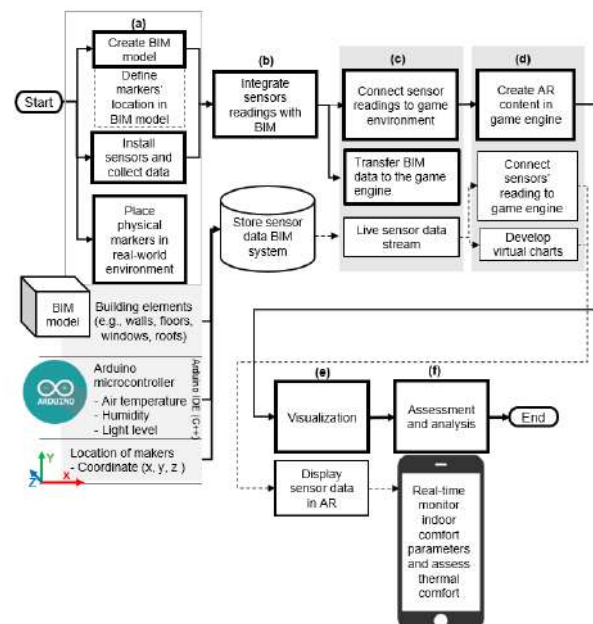 (a)
Create BIM
model
Define
markers'
location in
BIM model
Start
Install
sensors and
collect data
Place
physical
markers in
real-world
environment
(b)
Integrate
sensors
readings with
BIM
(c)
Connect sensor
readings to game
environment
Transfer BIM
data to the game
engine
Live sensor data
stream
(d)
Create AR
content in
game engine
Connect
sensors'
reading to
game engine
Develop
virtual charts
Store sensor
data BIM
system
BIM
model
Building elements
(e.g., walls, floors,
windows, roofs)
ARDUINO
Arduino
microcontroller
- Air temperature
- Humidity
- Light level
Arduino IDE (C++)
Location of makers
- Coordinate (x, y, z )
Y
Z
X
(e)
Visualization
Display
sensor data
in AR
(f)
Assessment
and analysis
End
Real-time
monitor
indoor
comfort
parameters
and assess
thermal
comfort